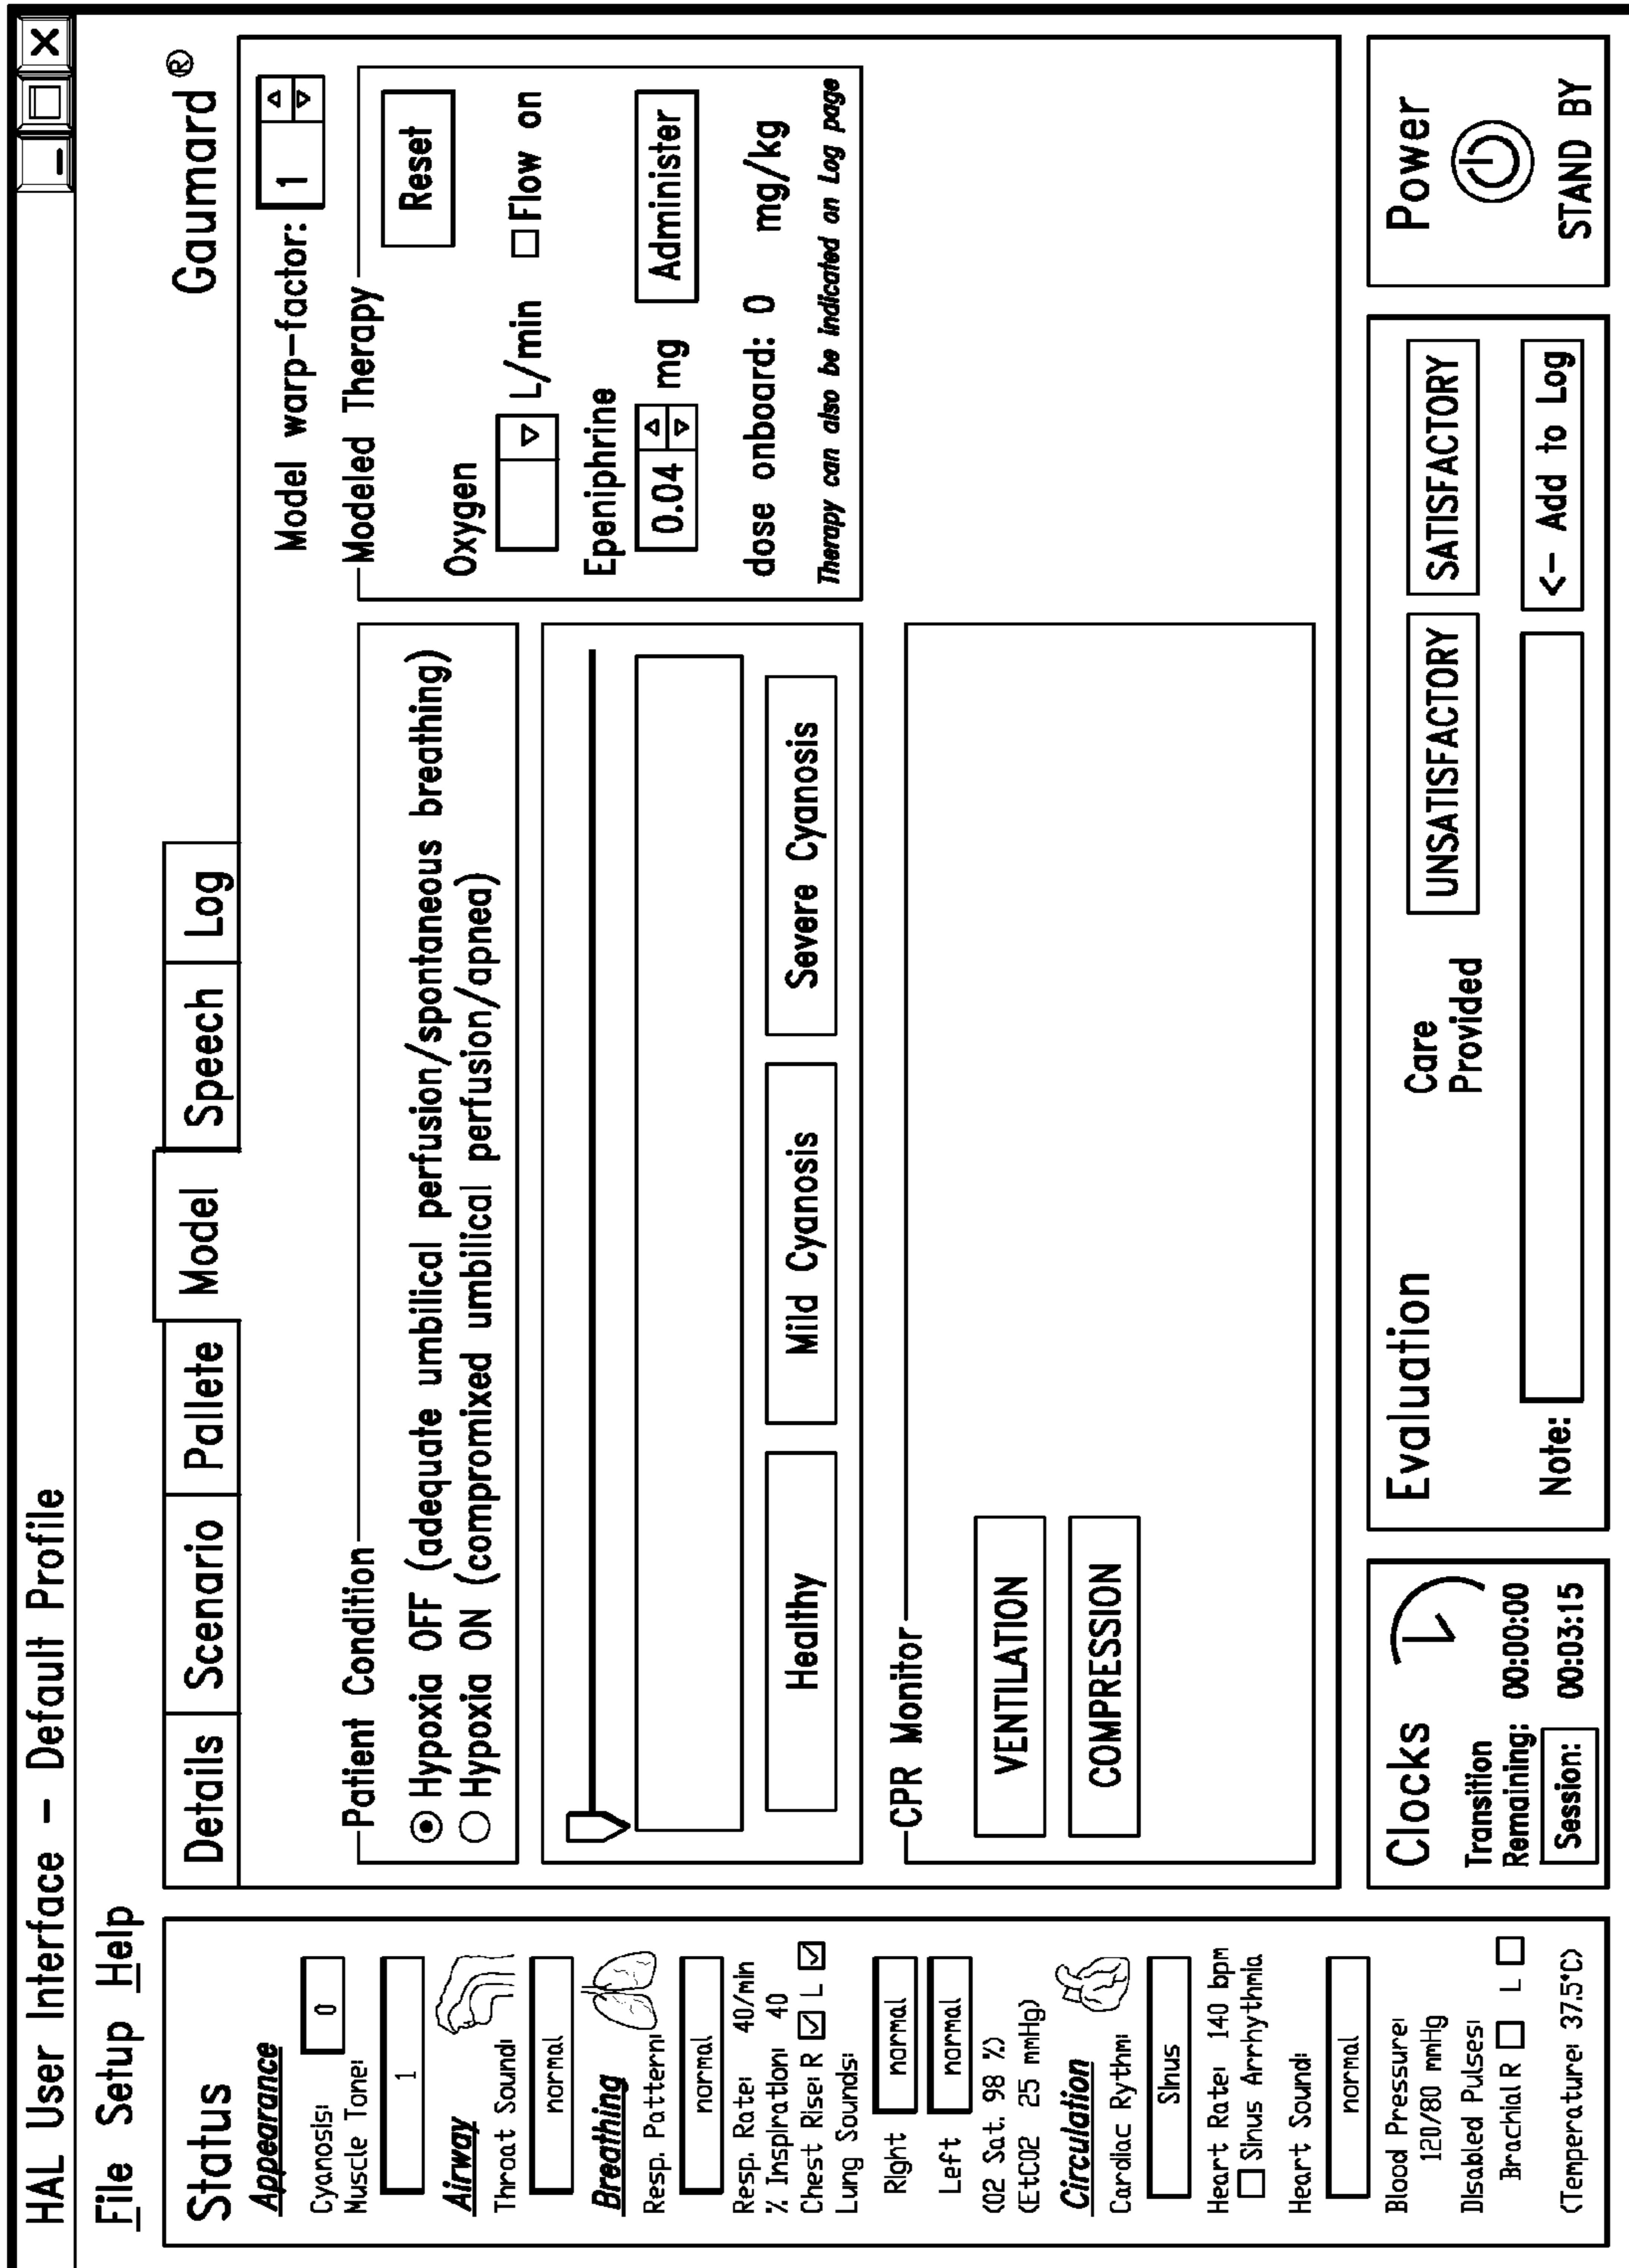 HAL User Interface – Default Profile
File Setup Help
Gaumard®
Details Scenario Pallete Model Speech Log
Status
Appearance
Cyanosis: 0
Muscle Tone:
1
Airway
Throat Sound:
normal
Breathing
Resp. Pattern:
normal
Resp. Rate: 40/min
% Inspiration: 40
Chest Rise: R L
Lung Sounds:
Right normal
Left normal
(O2 Sat. 98 %)
(EtCO2 25 mmHg)
Circulation
Cardiac Rythm:
Sinus
Heart Rate: 140 bpm
Sinus Arrhythmia
Heart Sound:
normal
Blood Pressure:
120/80 mmHg
Disabled Pulses:
Brachial R L
(Temperature: 37.5°C)
Model warp-factor: 1
Patient Condition
Hypoxia OFF (adequate umbilical perfusion/spontaneous breathing)
Hypoxia ON (compromixed umbilical perfusion/apnea)
Healthy Mild Cyanosis Severe Cyanosis
Modeled Therapy
Reset
Oxygen
L/min Flow on
Epeniphrine
0.04 mg Administer
dose onboard: 0 mg/kg
Therapy can also be indicated on Log page
CPR Monitor
VENTILATION
COMPRESSION
Clocks
Transition
Remaining: 00:00:00
Session: 00:03:15
Evaluation
Care
Provided
UNSATISFACTORY SATISFACTORY
Note: <- Add to Log
Power
STAND BY